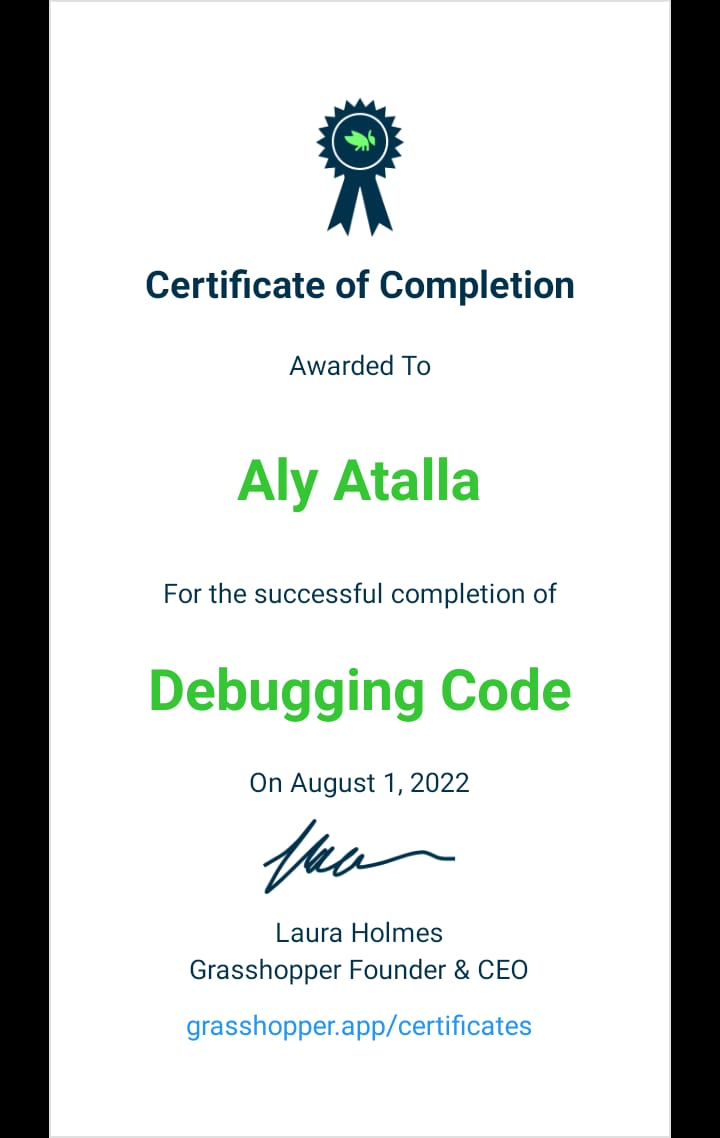 Certificate of Completion
Awarded To
Aly Atalla
For the successful completion of
Debugging Code
On August 1, 2022
Laura Holmes
Grasshopper Founder & CEO
grasshopper.app/certificates